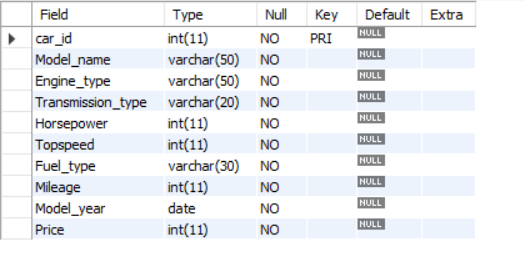 Field Type Null Key Default Extra
car_id int(11) NO PRI NULL
Model_name varchar(50) NO NULL
Engine_type varchar(50) NO NULL
Transmission_type varchar(20) NO NULL
Horsepower int(11) NO NULL
Topspeed int(11) NO NULL
Fuel_type varchar(30) NO NULL
Mileage int(11) NO NULL
Model_year date NO NULL
Price int(11) NO NULL